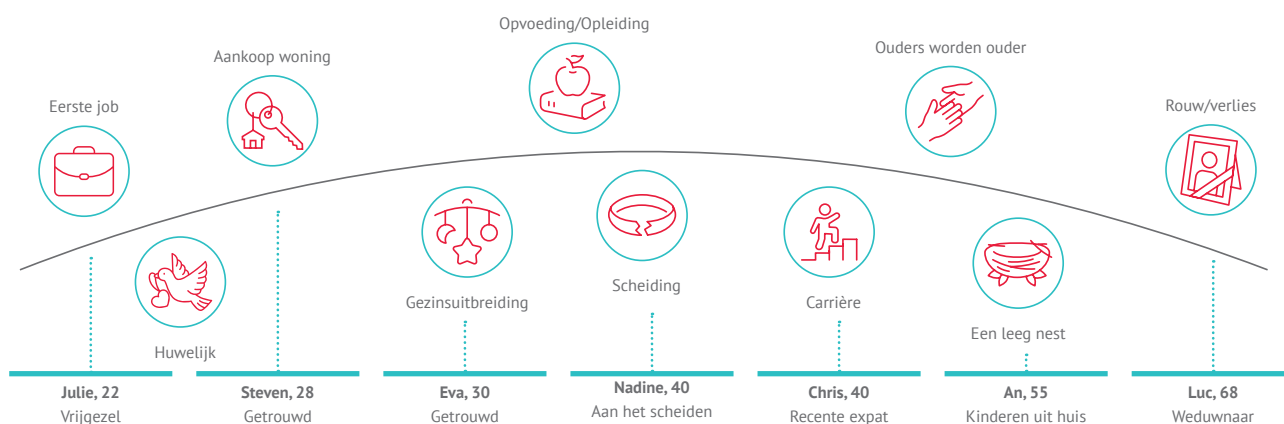 Opvoeding/Opleiding
Aankoop woning
Ouders worden ouder
Eerste job
Rouw/verlies
Gezinsuitbreiding
Scheiding
Carrière
Een leeg nest
Huwelijk
Julie, 22
Vrijgezel
Steven, 28
Getrouwd
Eva, 30
Getrouwd
Nadine, 40
Aan het scheiden
Chris, 40
Recente expat
An, 55
Kinderen uit huis
Luc, 68
Weduwnaar